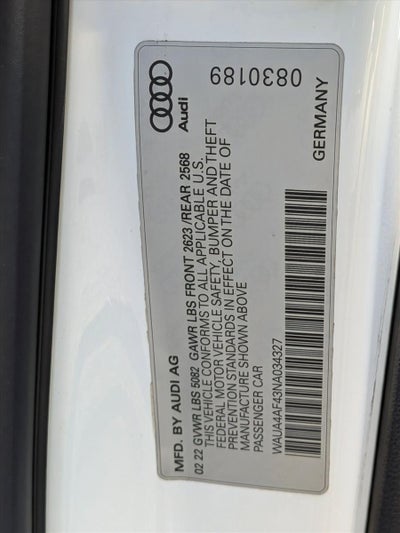 Audi
0830189
MFD. BY AUDI AG
GERMANY
02 22 GVWR LBS 5082 GAWR LBS FRONT 2623 /REAR 2568
THIS VEHICLE CONFORMS TO ALL APPLICABLE U.S.
FEDERAL MOTOR VEHICLE SAFETY, BUMPER AND THEFT
PREVENTION STANDARDS IN EFFECT ON THE DATE OF
MANUFACTURE SHOWN ABOVE
PASSENGER CAR
WAUA4AF43NA034327